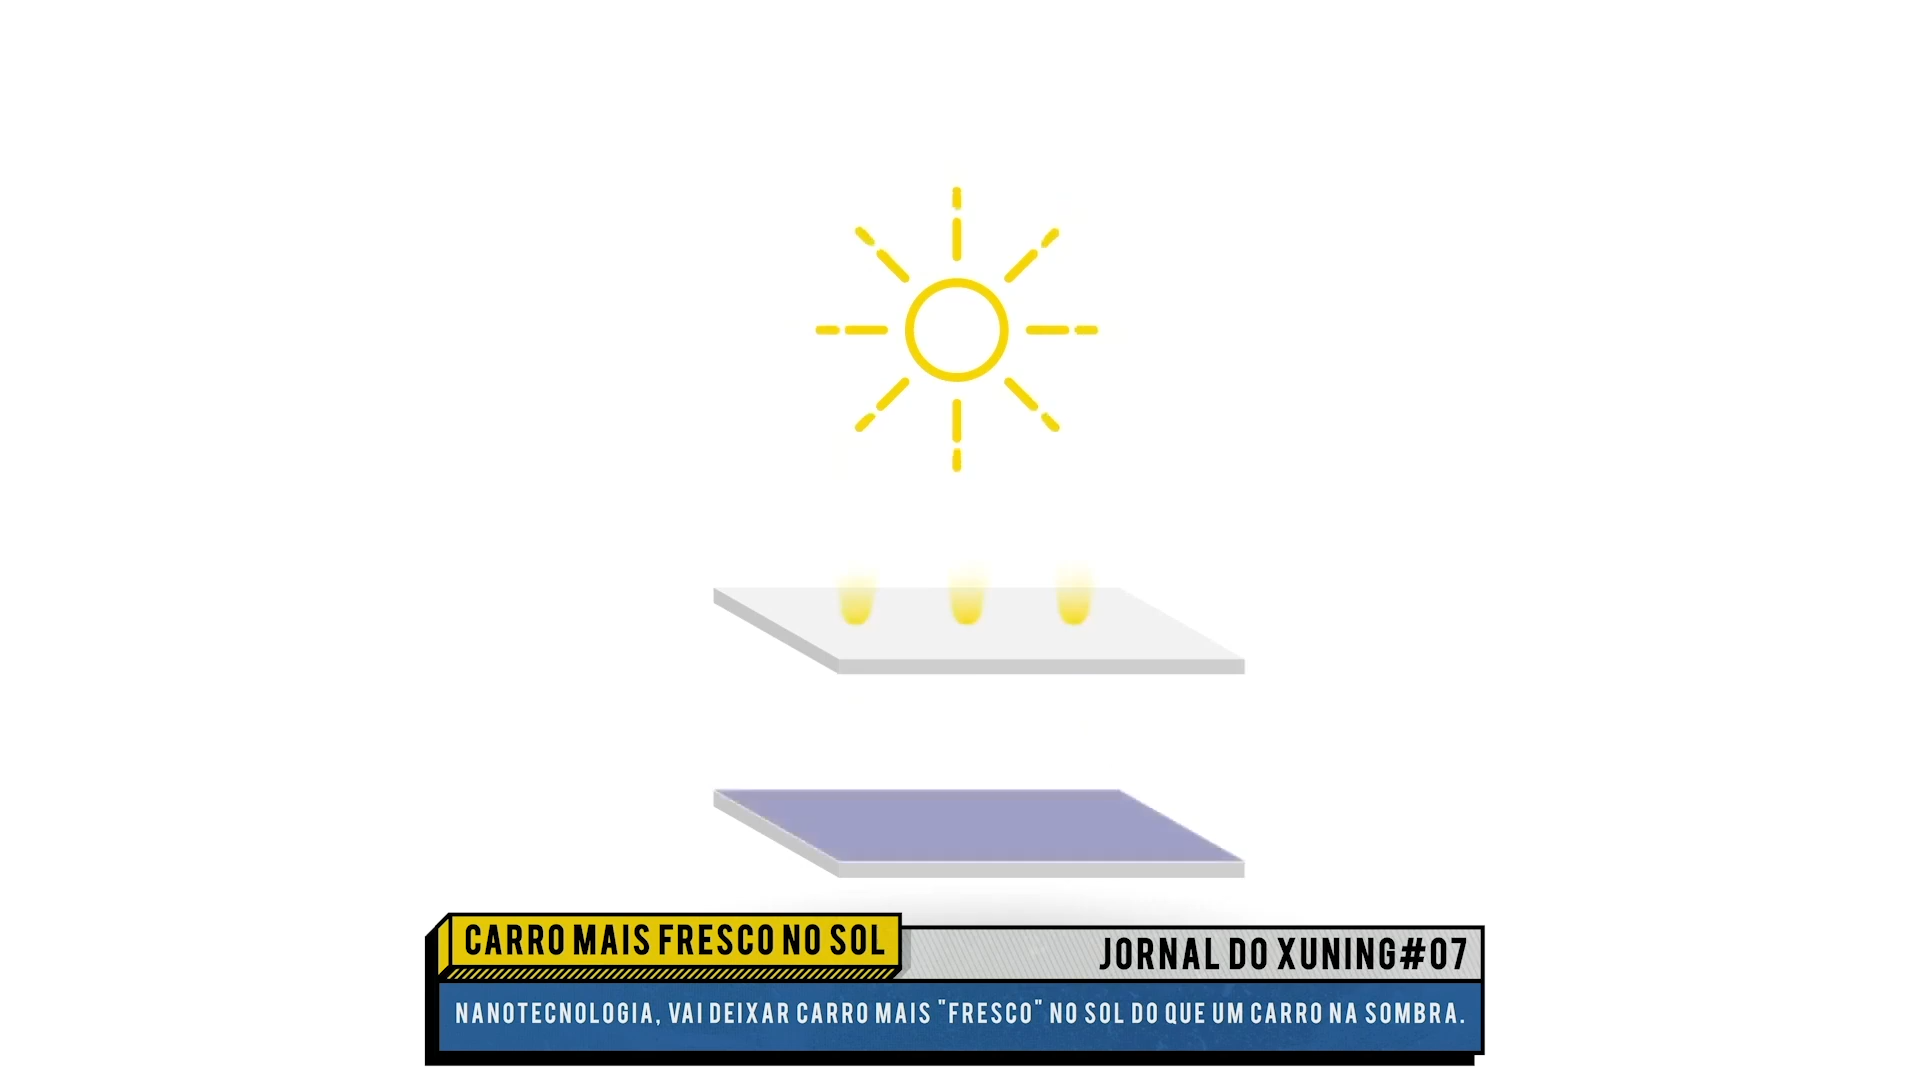 CARRO MAIS FRESCO NO SOL
JORNAL DO XUNING#07
NANOTECNOLOGIA, VAI DEIXAR CARRO MAIS "FRESCO" NO SOL DO QUE UM CARRO NA SOMBRA.